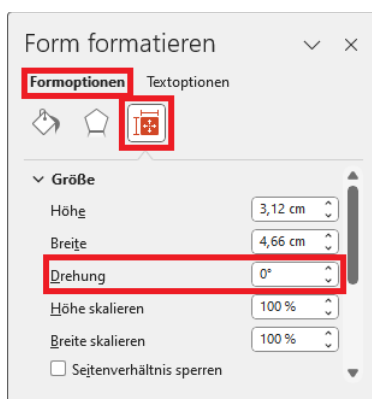 Form formatieren
Formoptionen Textoptionen
Größe
Höhe 3,12 cm
Breite 4,66 cm
Drehung 0°
Höhe skalieren 100 %
Breite skalieren 100 %
Seitenverhältnis sperren